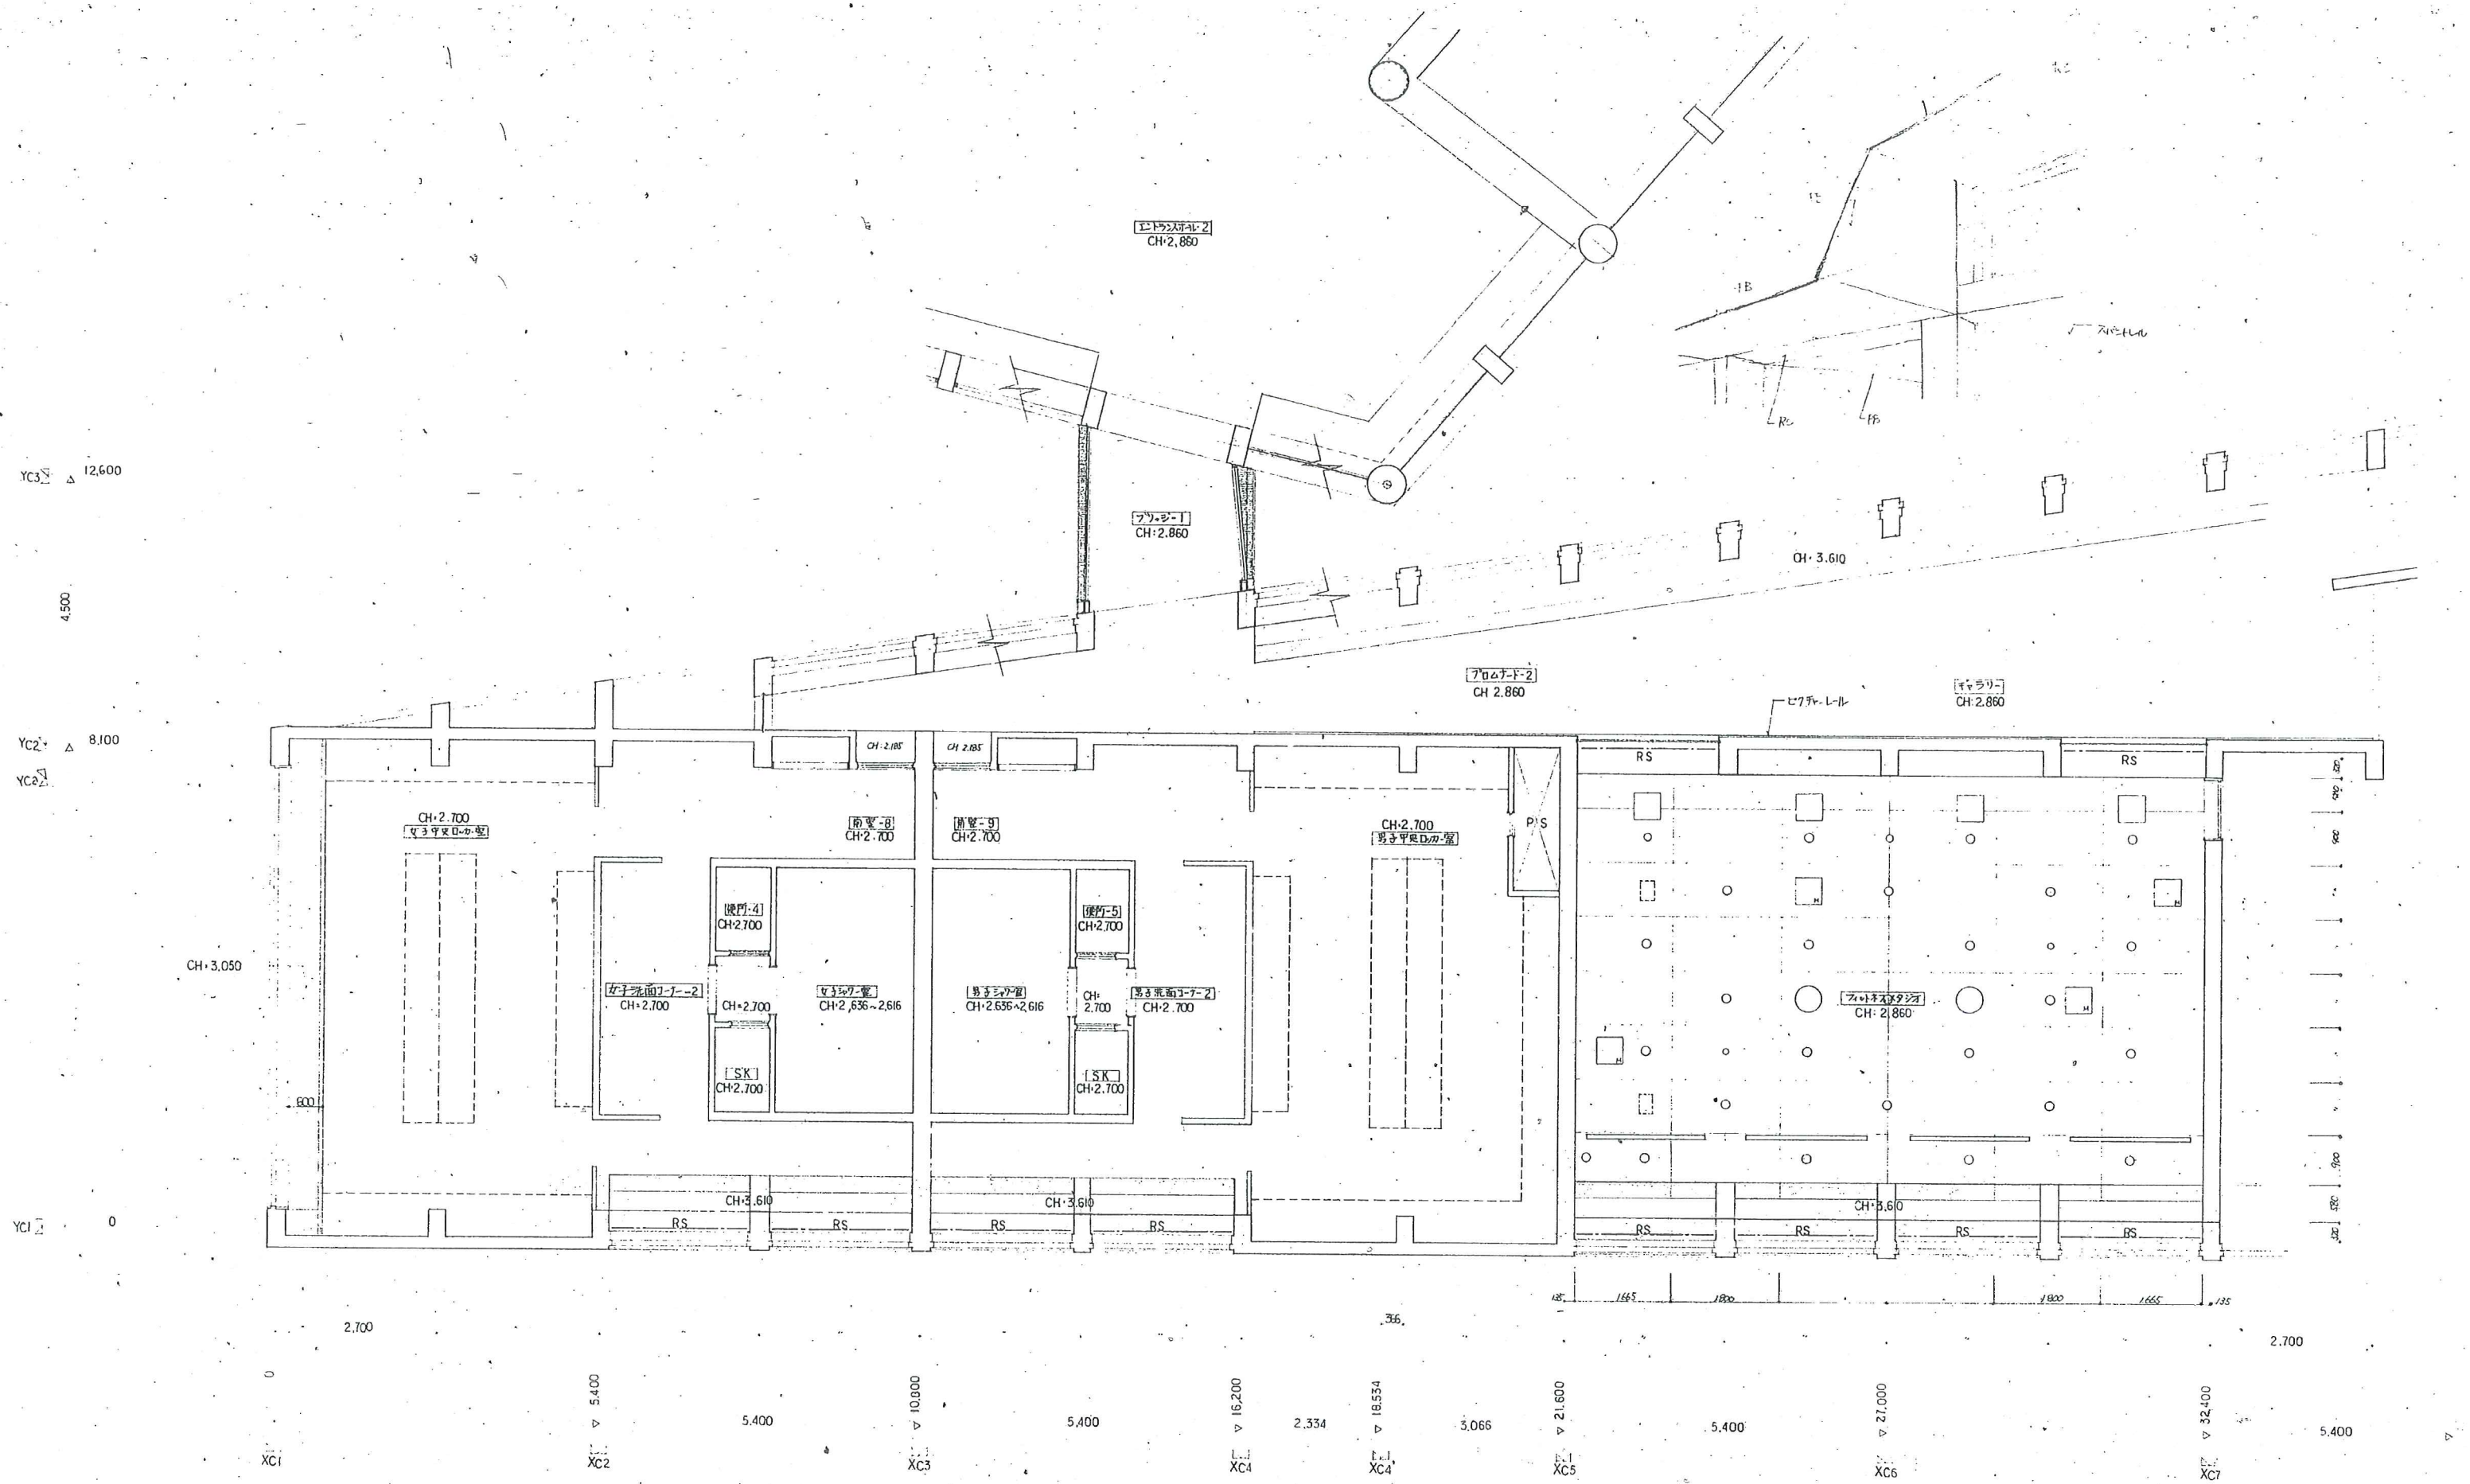 エントランスホール-2
CH・2,860
スパンドレル
YC3
12,600
ブリッジ-1
CH:2.860
CH・3.610
4,500
プロムナード-2
CH 2.860
ギャラリー
CH:2.860
ピクチャーレール
YC2
8,100
CH:2.185
CH 2.185
RS
RS
CH・2.700
女子中央ロッカー室
前室-8
CH・2.700
前室-9
CH・2.700
CH・2,700
男子中央ロッカー室
PS
便所-4
CH・2,700
便所-5
CH・2,700
CH・3,050
女子洗面コーナー-2
CH=2.700
CH=2.700
女子シャワー室
CH・2,636~2,616
男子シャワー室
CH・2.636~2,616
CH=
2.700
男子洗面コーナー-2
CH・2.700
フィットネススタジオ
CH:2.860
SK
CH・2.700
SK
CH・2.700
800
900
CH・3.610
CH・3.610
CH・3.610
YC1
0
RS
RS
RS
RS
RS
RS
RS
RS
135
1665
1800
1800
1665
135
2,700
366
2.700
0
5,400
10,800
16,200
18,534
21,600
27,000
32,400
5,400
5,400
2,334
3,066
5,400
5,400
XC1
XC2
XC3
XC4
XC4'
XC5
XC6
XC7